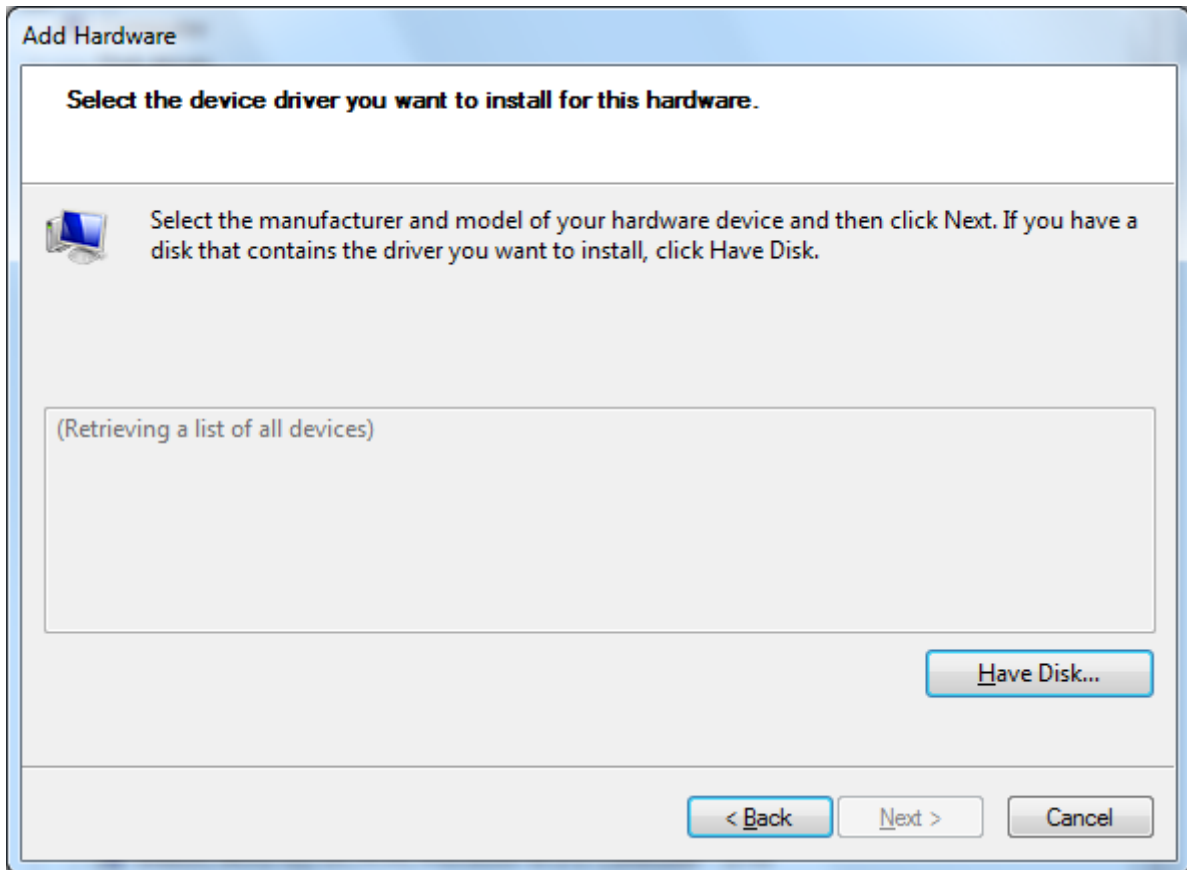 Add Hardware
Select the device driver you want to install for this hardware.
Select the manufacturer and model of your hardware device and then click Next. If you have a
disk that contains the driver you want to install, click Have Disk.
(Retrieving a list of all devices)
Have Disk...
< Back Next > Cancel